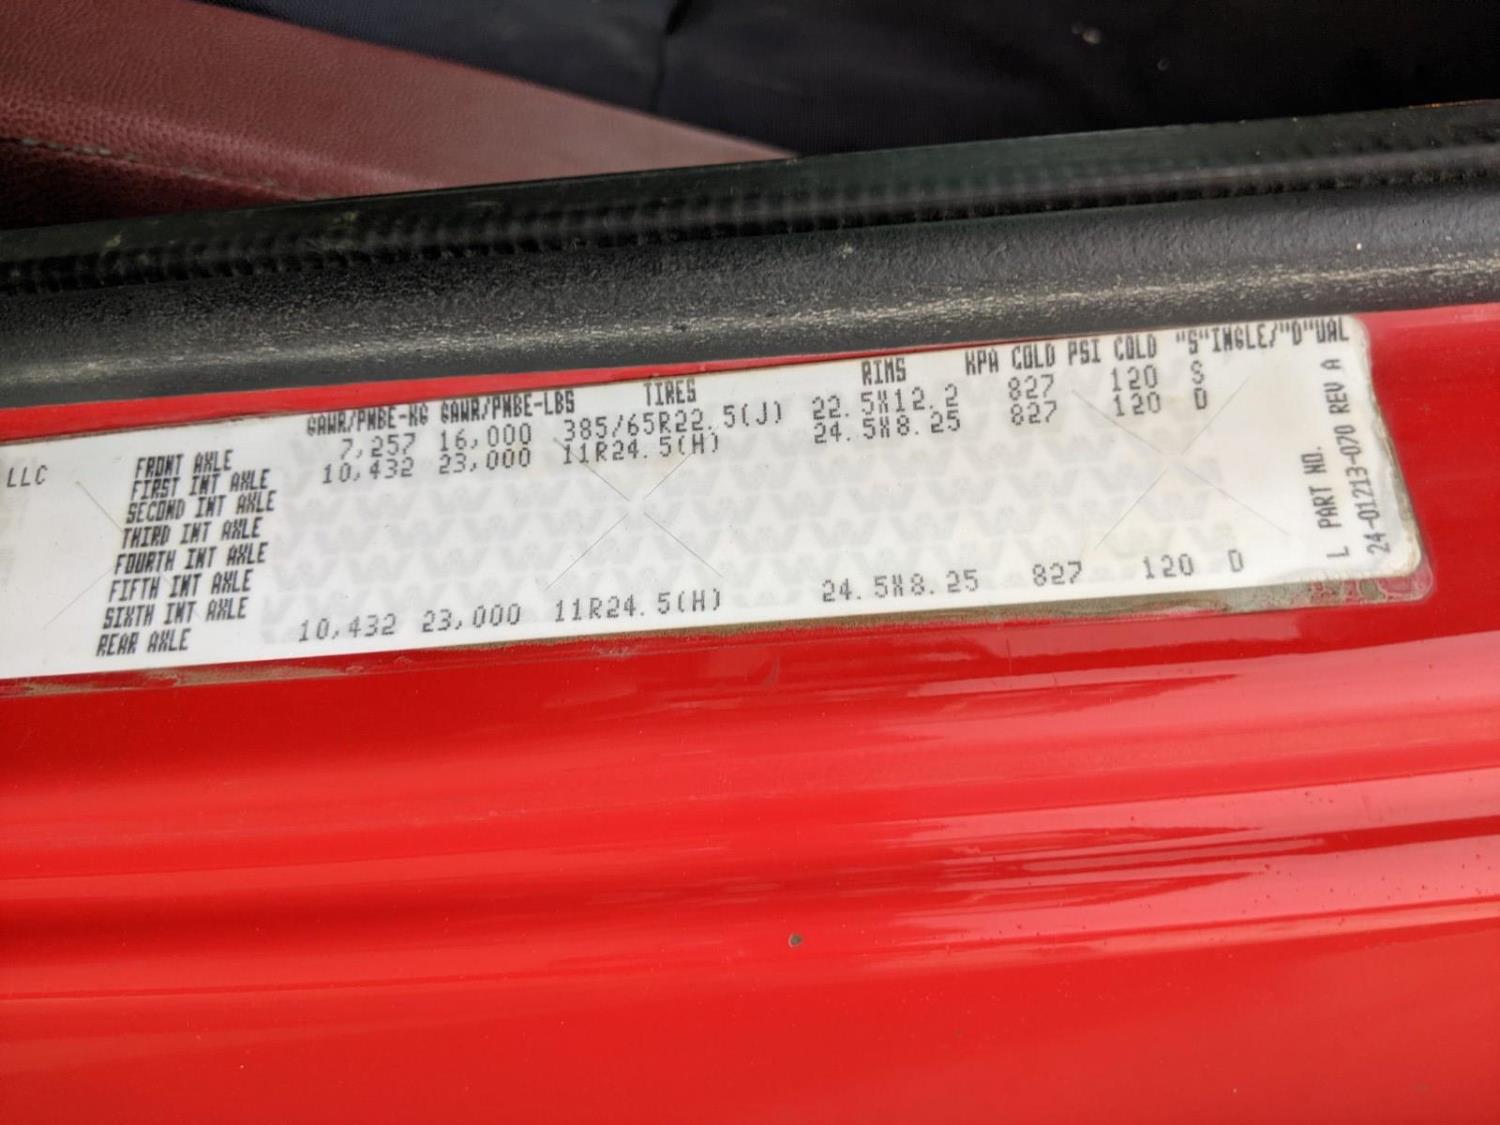 GAWR/PNBE-KG GAWR/PNBE-LBS TIRES RIMS KPA COLD PSI COLD "S"INGLE/"D"UAL
FRONT AXLE 7,257 16,000 385/65R22.5(J) 22.5X12.2 827 120 S
FIRST INT AXLE 10,432 23,000 11R24.5(H) 24.5X8.25 827 120 D
LLC
SECOND INT AXLE
THIRD INT AXLE
FOURTH INT AXLE
FIFTH INT AXLE
SIXTH INT AXLE
REAR AXLE 10,432 23,000 11R24.5(H) 24.5X8.25 827 120 D
L PART NO.
24-01213-070 REV A